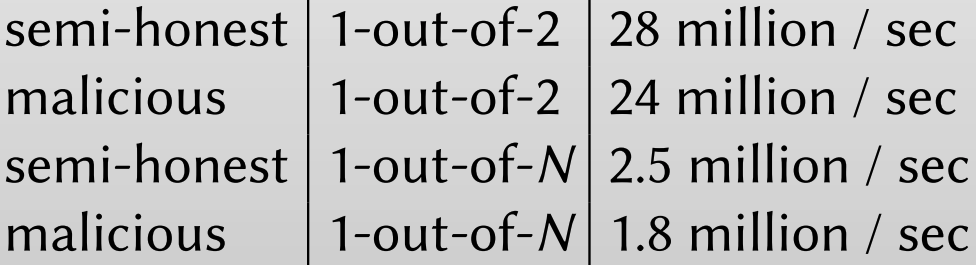 semi-honest 1-out-of-2 28 million / sec
malicious 1-out-of-2 24 million / sec
semi-honest 1-out-of-N 2.5 million / sec
malicious 1-out-of-N 1.8 million / sec